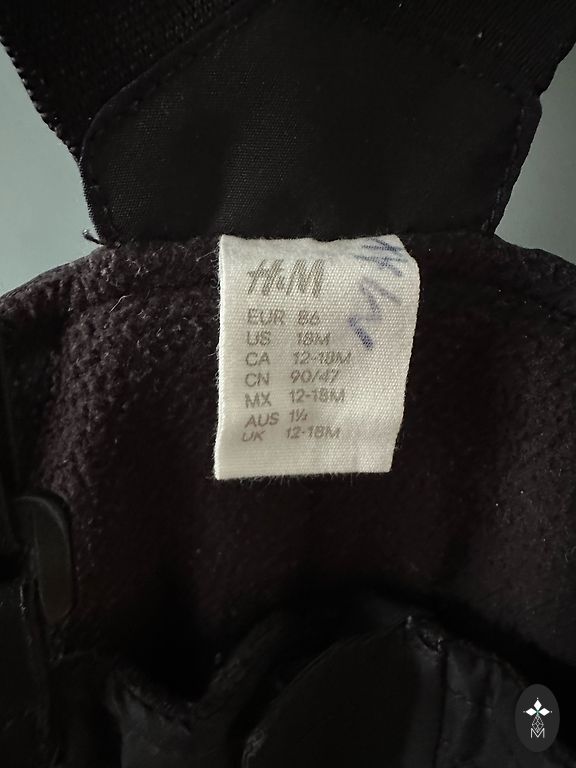 H&M
EUR 86
US 18M
CA 12-18M
CN 90/47
MX 12-18M
AUS 1½
UK 12-18M